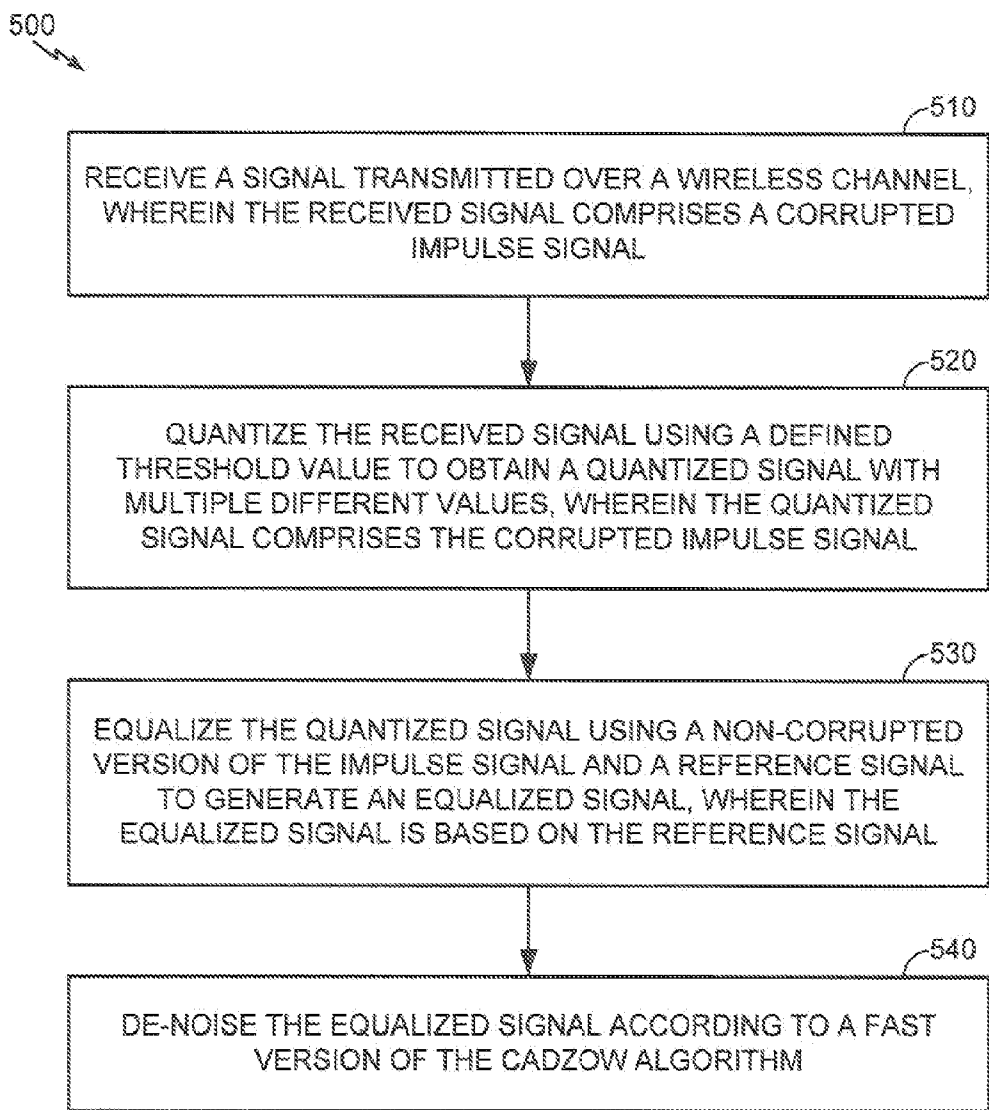 500
510
RECEIVE A SIGNAL TRANSMITTED OVER A WIRELESS CHANNEL,
WHEREIN THE RECEIVED SIGNAL COMPRISES A CORRUPTED
IMPULSE SIGNAL
520
QUANTIZE THE RECEIVED SIGNAL USING A DEFINED
THRESHOLD VALUE TO OBTAIN A QUANTIZED SIGNAL WITH
MULTIPLE DIFFERENT VALUES, WHEREIN THE QUANTIZED
SIGNAL COMPRISES THE CORRUPTED IMPULSE SIGNAL
530
EQUALIZE THE QUANTIZED SIGNAL USING A NON-CORRUPTED
VERSION OF THE IMPULSE SIGNAL AND A REFERENCE SIGNAL
TO GENERATE AN EQUALIZED SIGNAL, WHEREIN THE
EQUALIZED SIGNAL IS BASED ON THE REFERENCE SIGNAL
540
DE-NOISE THE EQUALIZED SIGNAL ACCORDING TO A FAST
VERSION OF THE CADZOW ALGORITHM